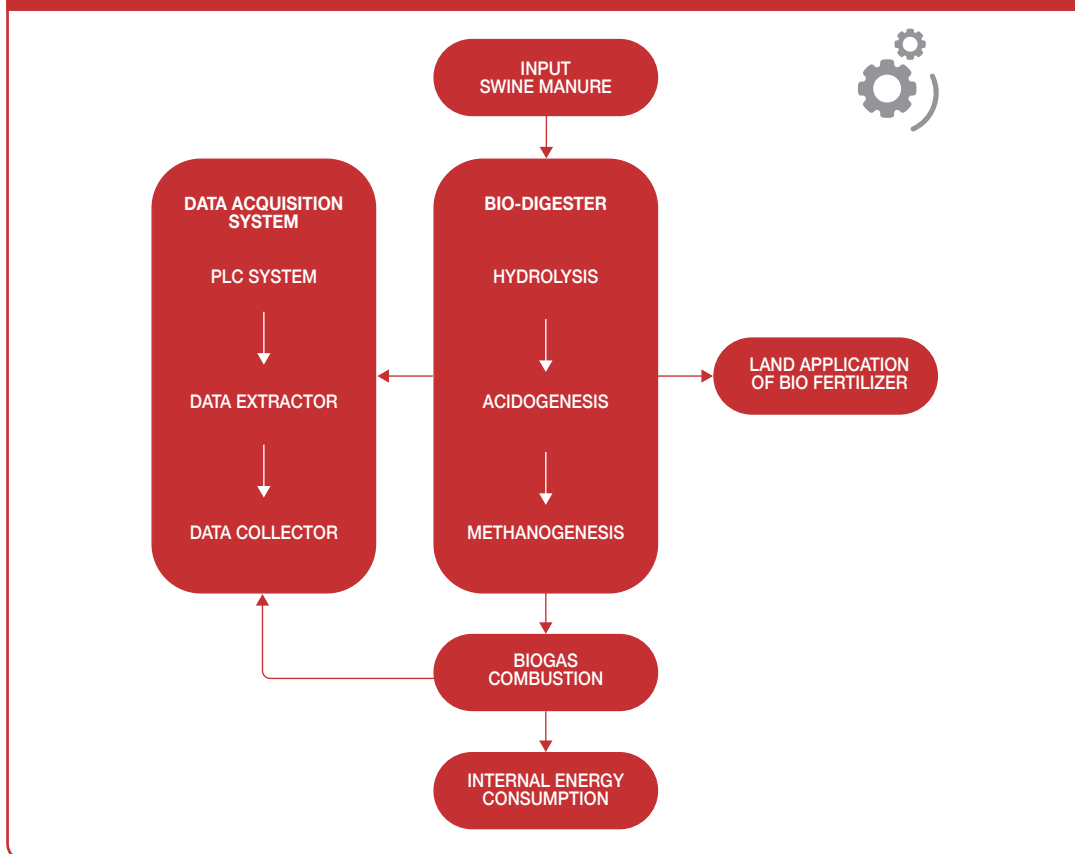 INPUT
SWINE MANURE
DATA ACQUISITION
SYSTEM
PLC SYSTEM
DATA EXTRACTOR
DATA COLLECTOR
BIO-DIGESTER
HYDROLYSIS
ACIDOGENESIS
METHANOGENESIS
LAND APPLICATION
OF BIO FERTILIZER
BIOGAS
COMBUSTION
INTERNAL ENERGY
CONSUMPTION